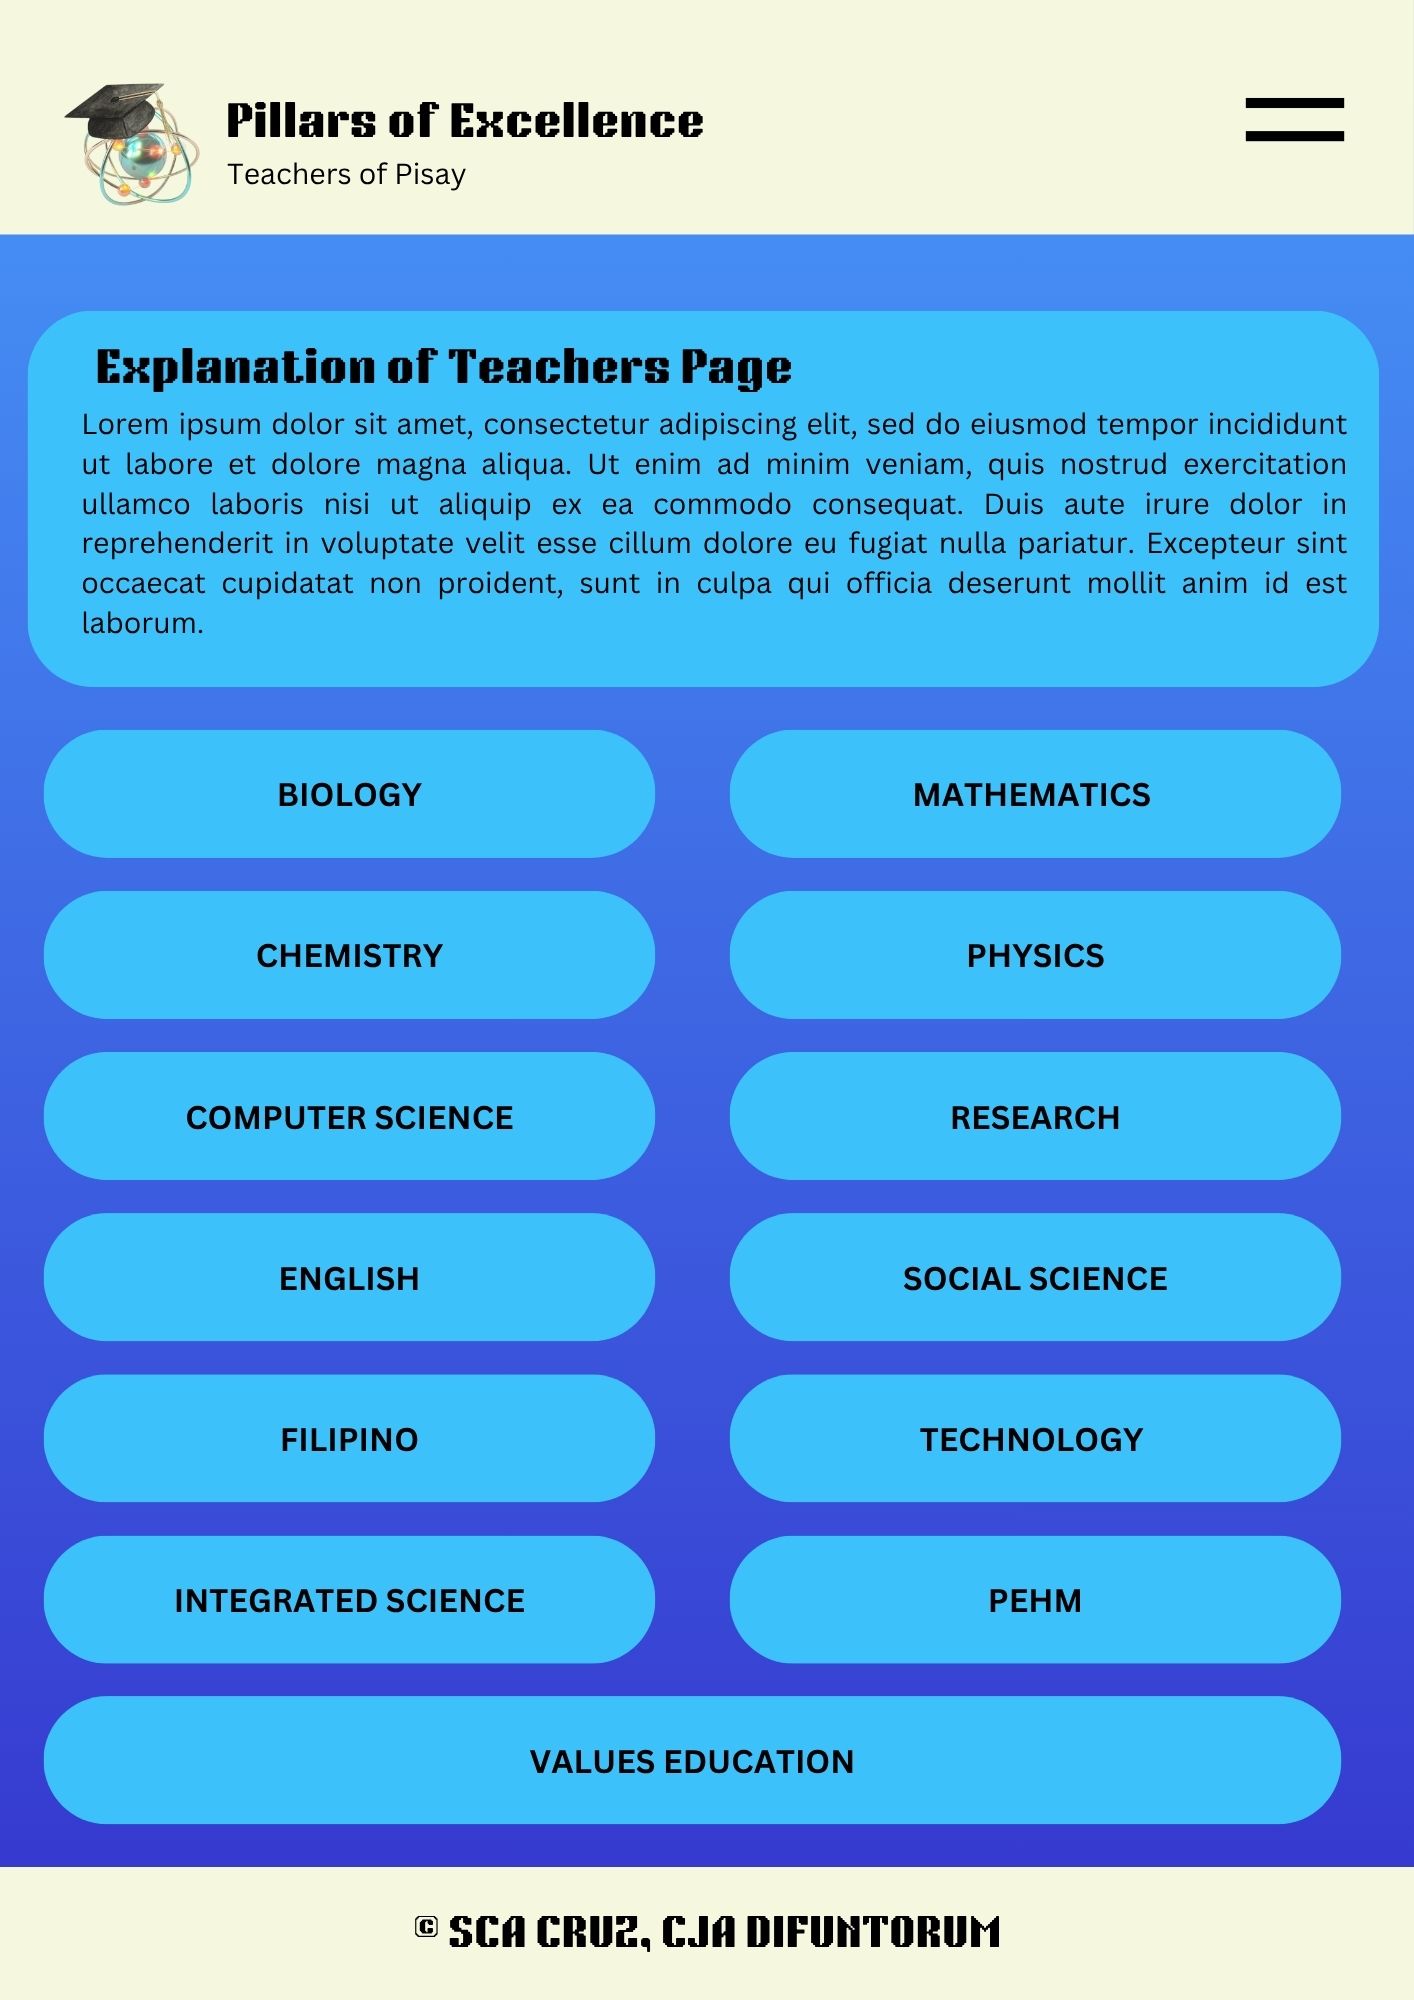 Pillars of Excellence
Teachers of Pisay
Explanation of Teachers Page
Lorem ipsum dolor sit amet, consectetur adipiscing elit, sed do eiusmod tempor incididunt
ut labore et dolore magna aliqua. Ut enim ad minim veniam, quis nostrud exercitation
ullamco laboris nisi ut aliquip ex ea commodo consequat. Duis aute irure dolor in
reprehenderit in voluptate velit esse cillum dolore eu fugiat nulla pariatur. Excepteur sint
occaecat cupidatat non proident, sunt in culpa qui officia deserunt mollit anim id est
laborum.
BIOLOGY
MATHEMATICS
CHEMISTRY
PHYSICS
COMPUTER SCIENCE
RESEARCH
ENGLISH
SOCIAL SCIENCE
FILIPINO
TECHNOLOGY
INTEGRATED SCIENCE
PEHM
VALUES EDUCATION
© SCA CRUZ, CJA DIFUNTORUM